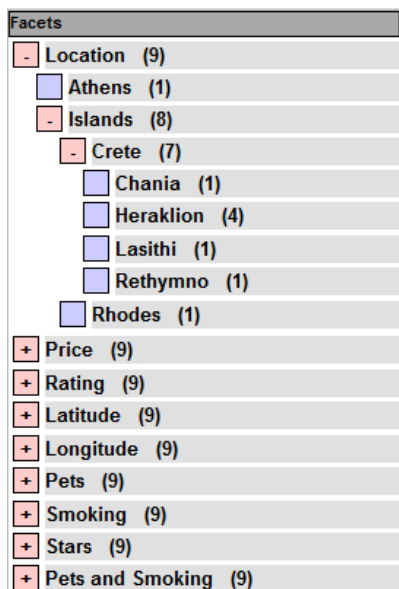 Facets
- Location (9)
Athens (1)
- Islands (8)
- Crete (7)
Chania (1)
Heraklion (4)
Lasithi (1)
Rethymno (1)
Rhodes (1)
+ Price (9)
+ Rating (9)
+ Latitude (9)
+ Longitude (9)
+ Pets (9)
+ Smoking (9)
+ Stars (9)
+ Pets and Smoking (9)